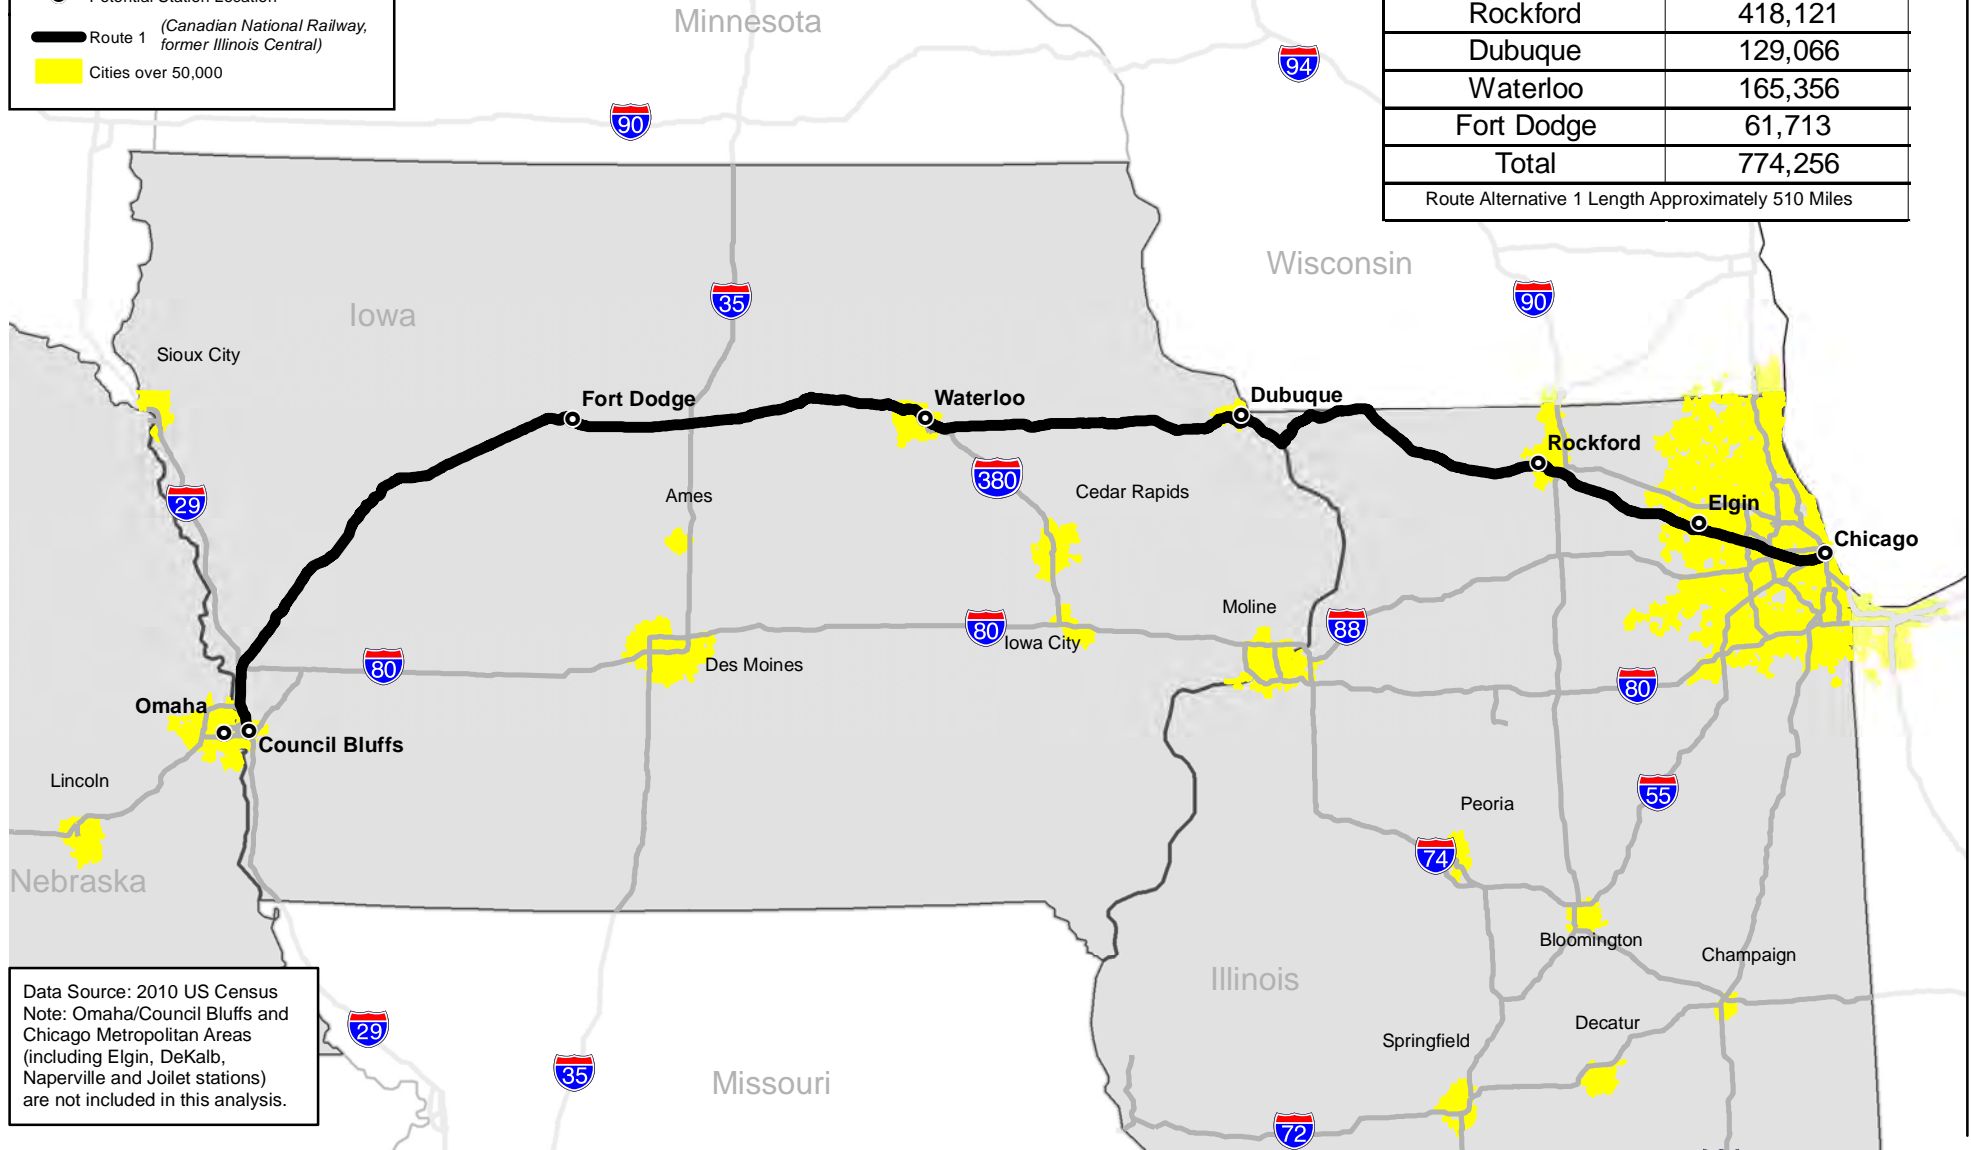 Potential Station Location
Route 1 (Canadian National Railway,
former Illinois Central)
Cities over 50,000
Rockford 418,121
Dubuque 129,066
Waterloo 165,356
Fort Dodge 61,713
Total 774,256
Route Alternative 1 Length Approximately 510 Miles
Minnesota
94
90
Wisconsin
90
35
Iowa
Sioux City
Fort Dodge
Waterloo
Dubuque
Rockford
29
Ames
380
Cedar Rapids
Elgin
Chicago
Moline
80
Iowa City
88
80
Des Moines
80
Omaha
Council Bluffs
Lincoln
Peoria
55
74
Nebraska
Bloomington
Champaign
Illinois
Data Source: 2010 US Census
Note: Omaha/Council Bluffs and
Chicago Metropolitan Areas
(including Elgin, DeKalb,
Naperville and Joilet stations)
are not included in this analysis.
29
35
Missouri
Springfield
Decatur
72